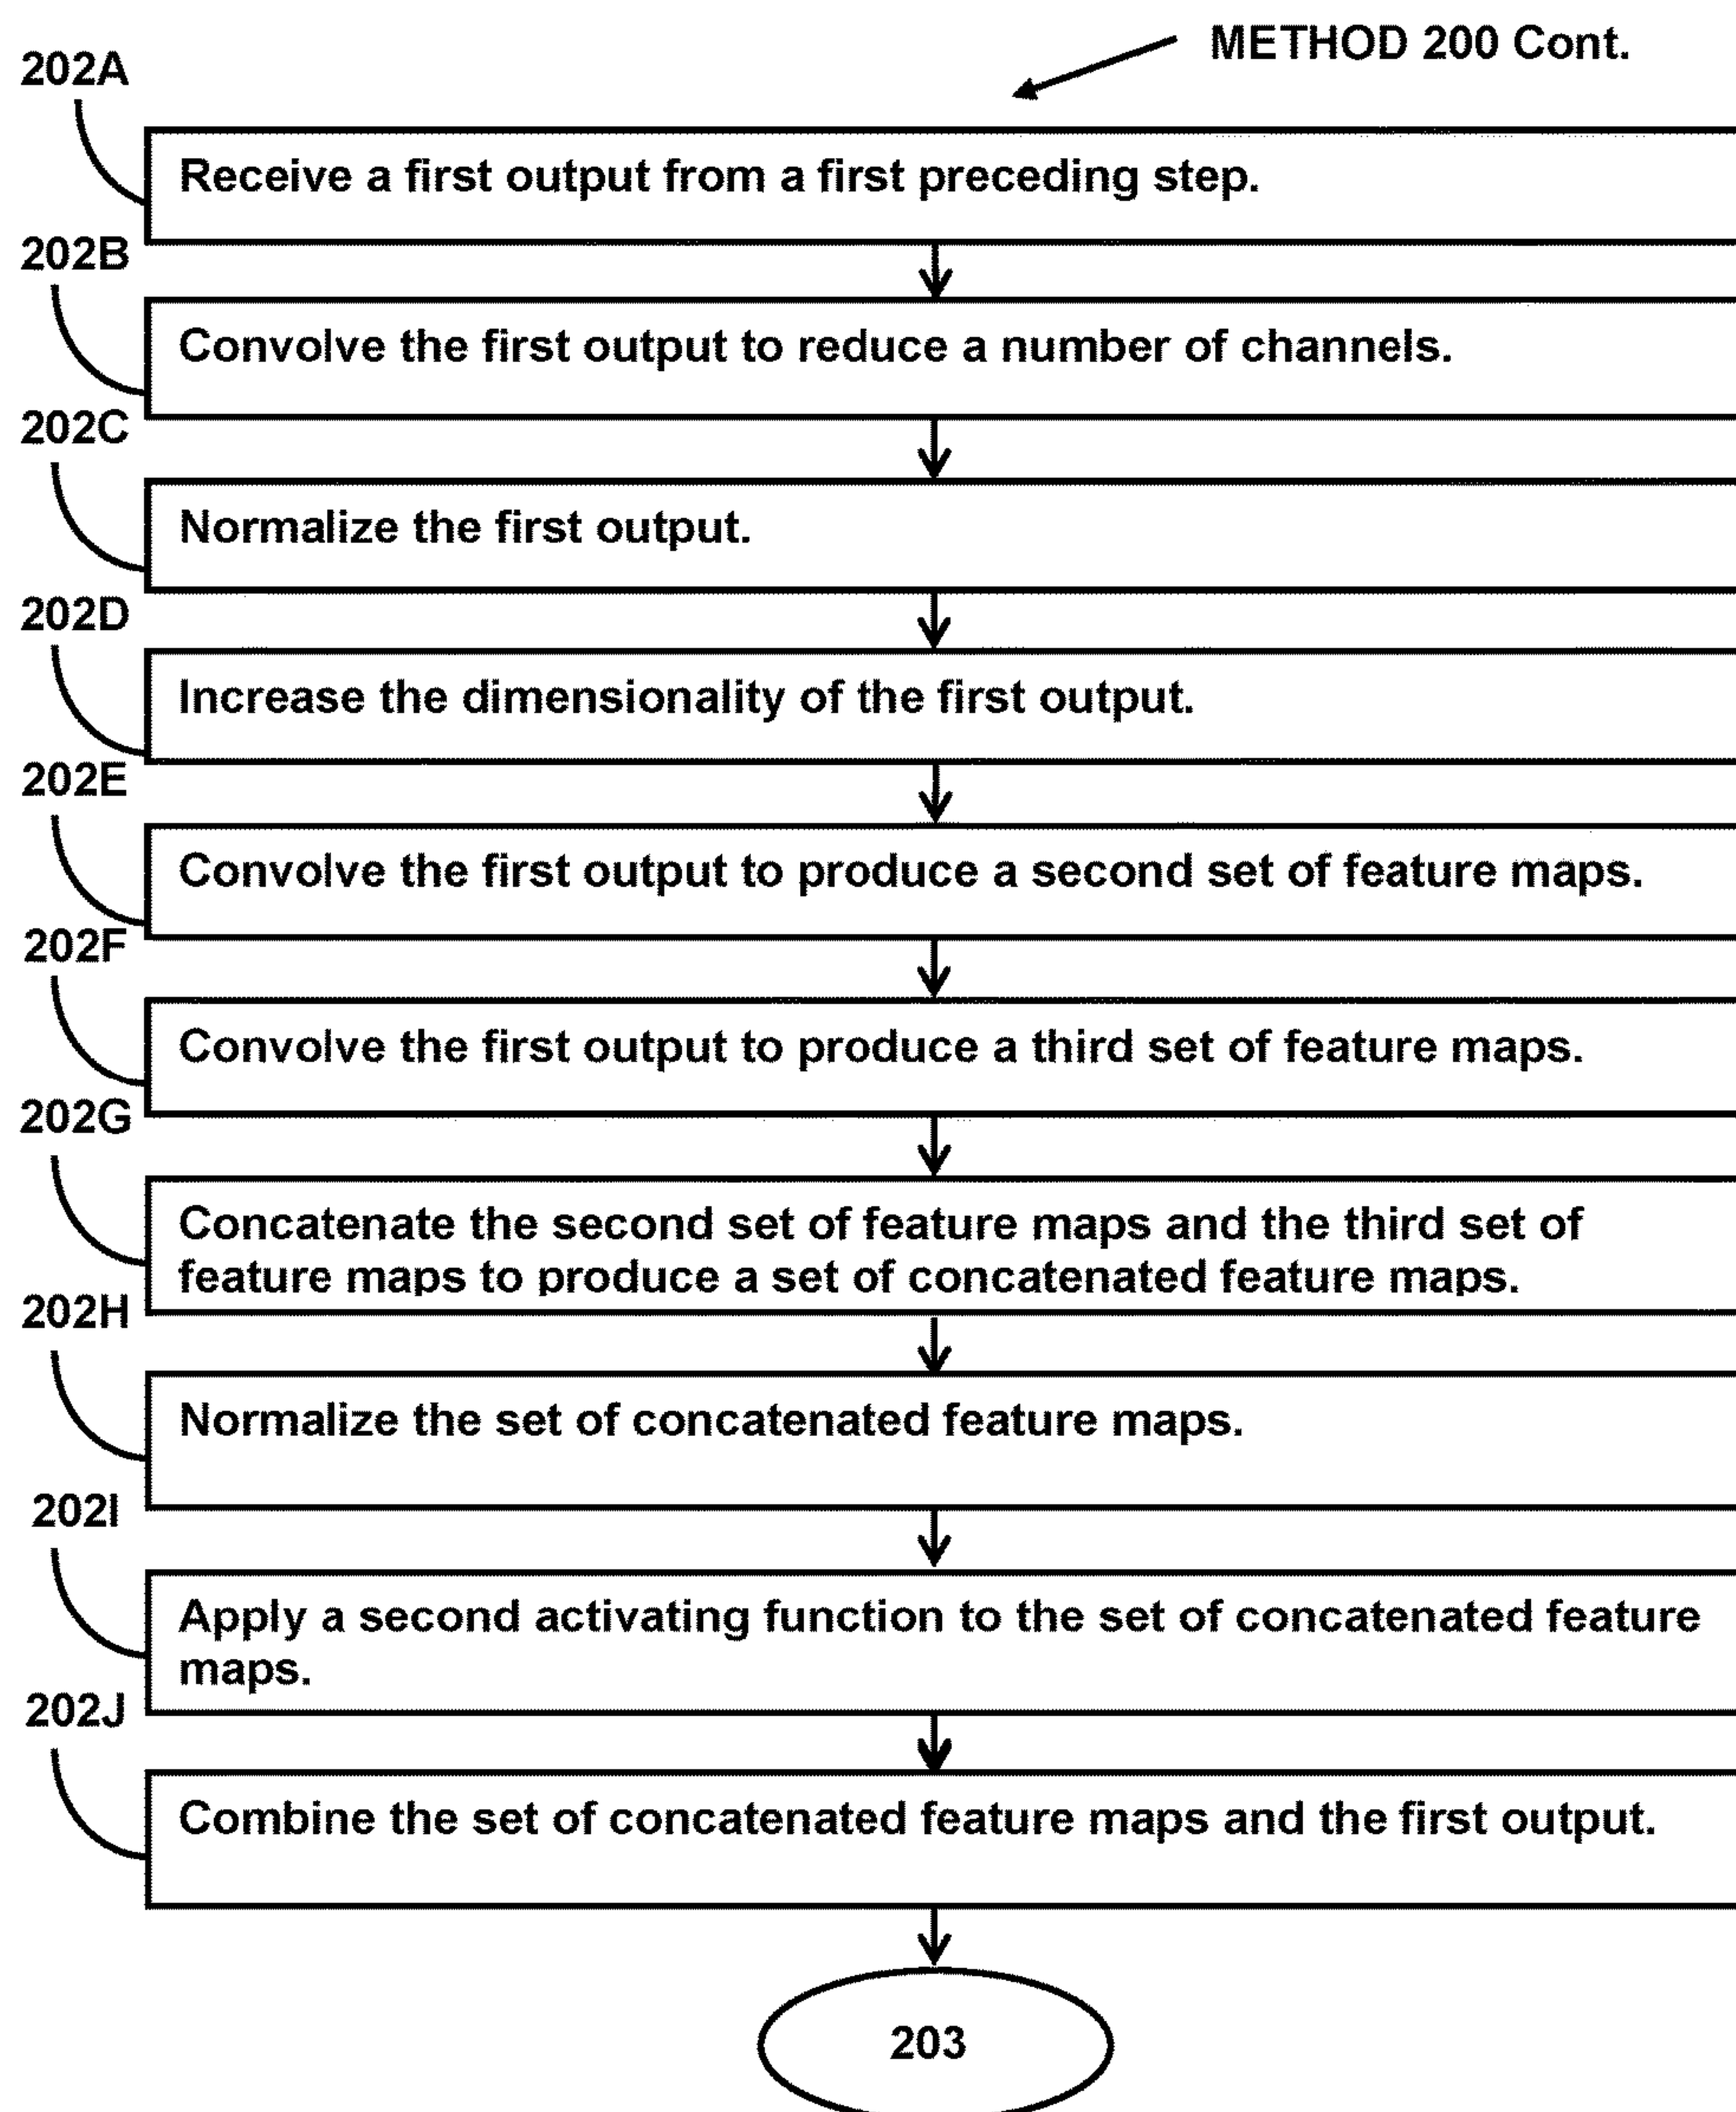 METHOD 200 Cont.
202A
Receive a first output from a first preceding step.
202B
Convolve the first output to reduce a number of channels.
202C
Normalize the first output.
202D
Increase the dimensionality of the first output.
202E
Convolve the first output to produce a second set of feature maps.
202F
Convolve the first output to produce a third set of feature maps.
202G
Concatenate the second set of feature maps and the third set of
feature maps to produce a set of concatenated feature maps.
202H
Normalize the set of concatenated feature maps.
202I
Apply a second activating function to the set of concatenated feature
maps.
202J
Combine the set of concatenated feature maps and the first output.
203